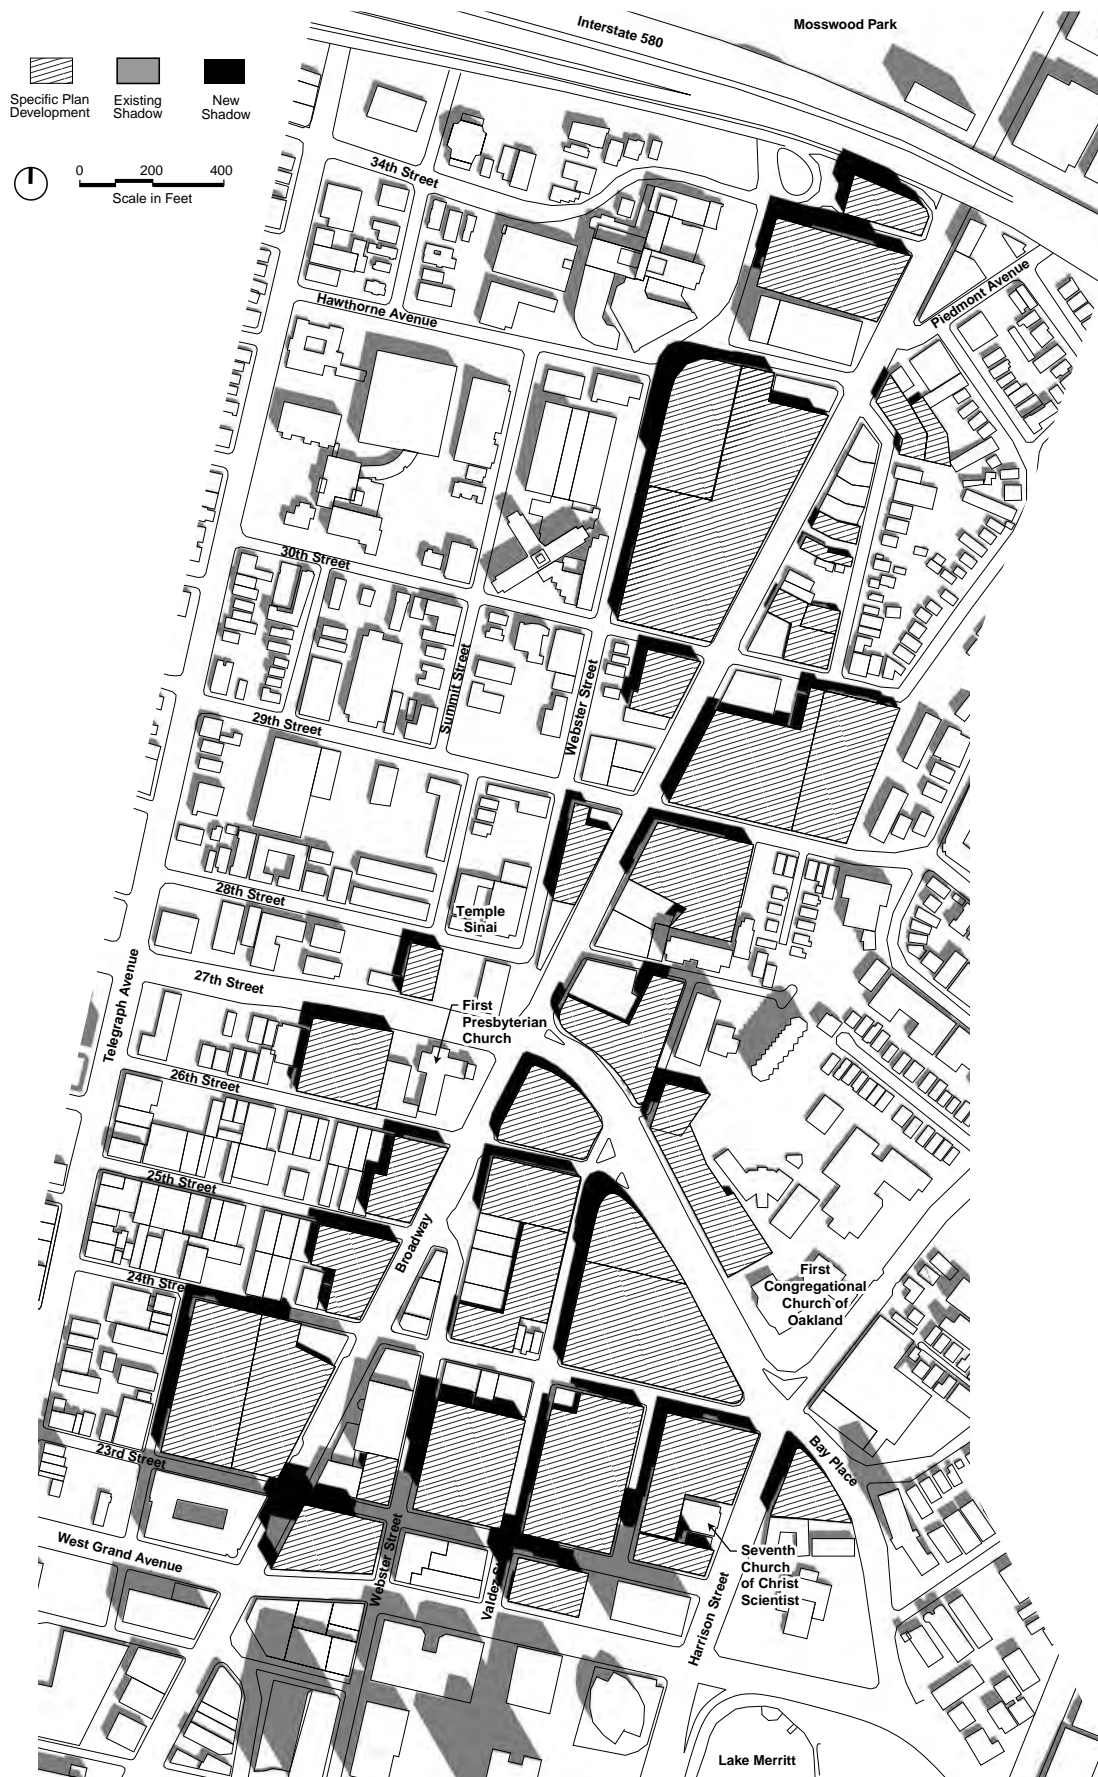 Interstate 580
Mosswood Park
Specific Plan
Development
Existing
Shadow
New
Shadow
0 200 400
Scale in Feet
34th Street
Piedmont Avenue
Hawthorne Avenue
30th Street
Summit Street
Webster Street
29th Street
28th Street
Temple
Sinai
27th Street
Telegraph Avenue
First
Presbyterian
Church
26th Street
25th Street
Broadway
First
Congregational
Church of
Oakland
24th Stre
23rd Street
Bay Place
West Grand Avenue
Webster Street
Valdez S
Seventh
Church
of Christ
Scientist
Harrison Street
Lake Merritt